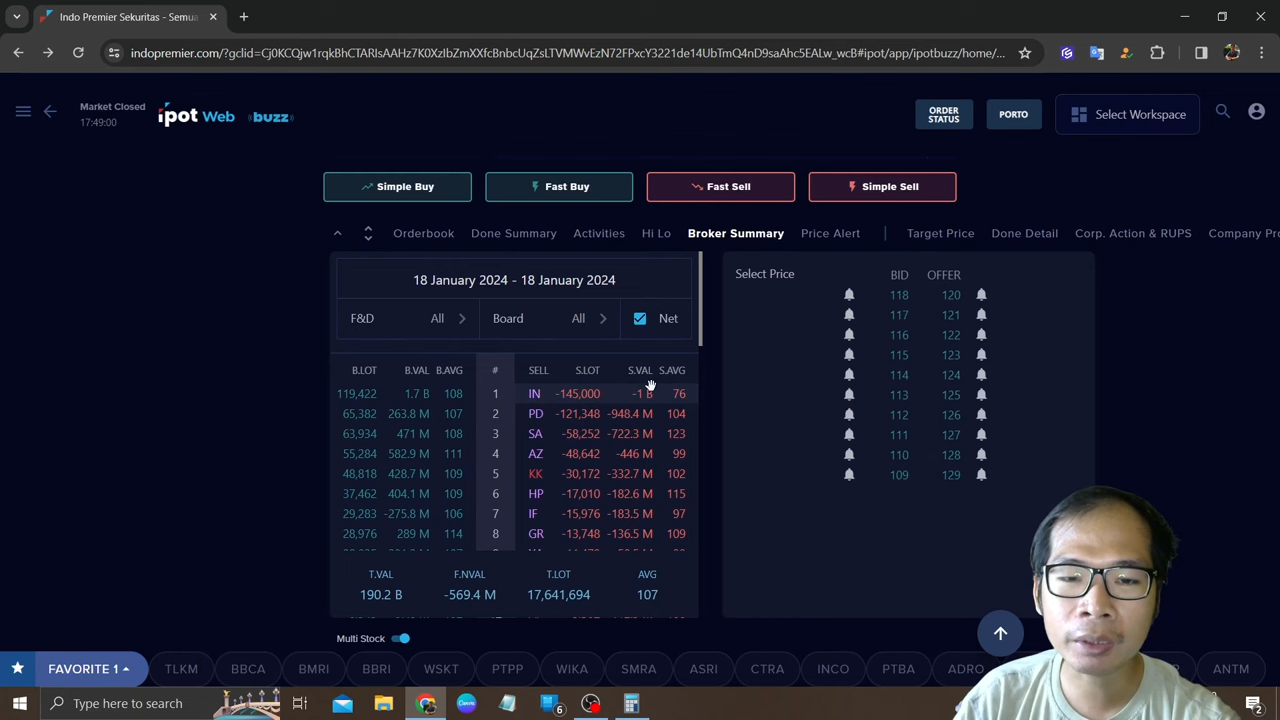 Indo Premier Sekuritas - Semua
indopremier.com/?gclid=Cj0KCQjw1rqkBhCTARIsAAHz7K0XzIbZmXXfcBnbcUqZsLTVMWvEzN72FPxcY3221de14UbTmQ4nD9saAhc5EALw_wcB#ipot/app/ipotbuzz/home/...
Market Closed
17:49:00
ipot Web
buzz
ORDER STATUS
PORTO
Select Workspace
Simple Buy
Fast Buy
Fast Sell
Simple Sell
Orderbook Done Summary Activities Hi Lo Broker Summary Price Alert Target Price Done Detail Corp. Action & RUPS Company Pro
18 January 2024 - 18 January 2024
F&D All Board All Net
B.LOT B.VAL B.AVG # SELL S.LOT S.VAL S.AVG
119,422 1.7 B 108 1 IN -145,000 -1 B 76
65,382 263.8 M 107 2 PD -121,348 -948.4 M 104
63,934 471 M 108 3 SA -58,252 -722.3 M 123
55,284 582.9 M 111 4 AZ -48,642 -446 M 99
48,818 428.7 M 109 5 KK -30,172 -332.7 M 102
37,462 404.1 M 109 6 HP -17,010 -182.6 M 115
29,283 -275.8 M 106 7 IF -15,976 -183.5 M 97
28,976 289 M 114 8 GR -13,748 -136.5 M 109
T.VAL F.NVAL T.LOT AVG
190.2 B -569.4 M 17,641,694 107
Multi Stock
Select Price
BID OFFER
118 120
117 121
116 122
115 123
114 124
113 125
112 126
111 127
110 128
109 129
FAVORITE 1 TLKM BBCA BMRI BBRI WSKT PTPP WIKA SMRA ASRI CTRA INCO PTBA ADRO ANTM
Type here to search
6
2